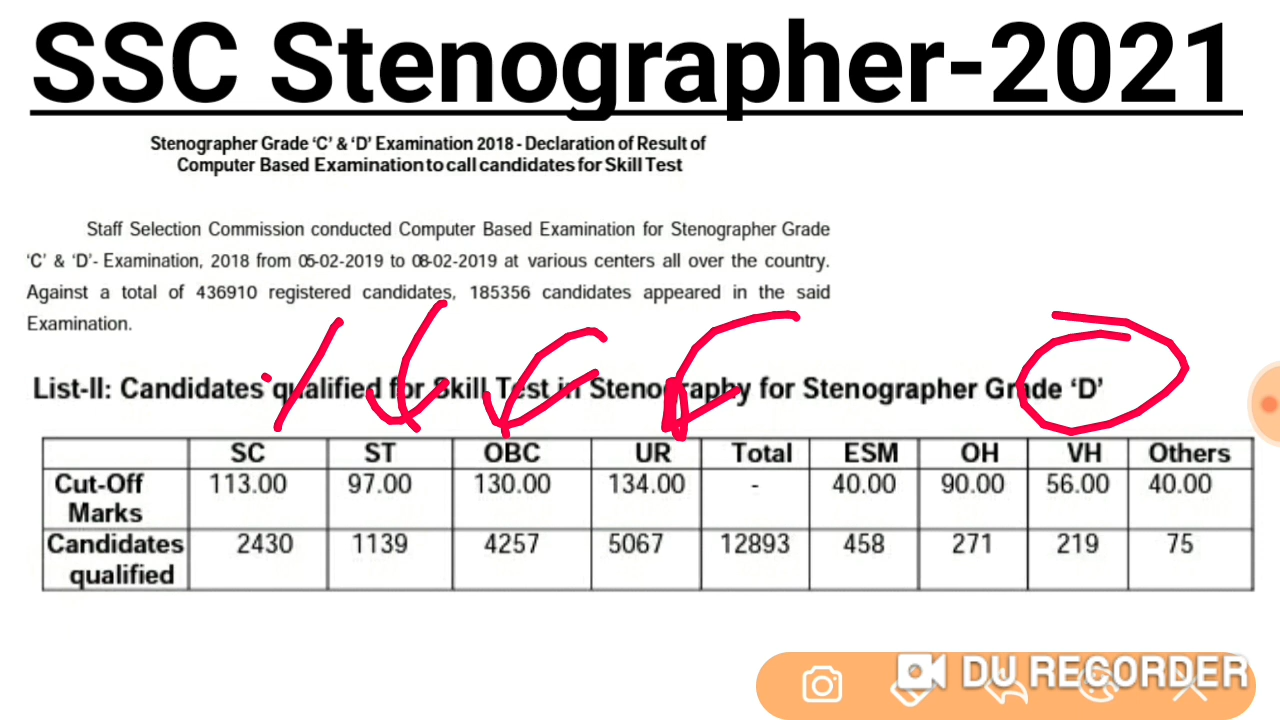 SSC Stenographer-2021
Stenographer Grade ‘C’ & ‘D’ Examination 2018 - Declaration of Result of
Computer Based Examination to call candidates for Skill Test
Staff Selection Commission conducted Computer Based Examination for Stenographer Grade
‘C’ & ‘D’- Examination, 2018 from 05-02-2019 to 08-02-2019 at various centers all over the country.
Against a total of 436910 registered candidates, 185356 candidates appeared in the said
Examination.
List-II: Candidates qualified for Skill Test in Stenography for Stenographer Grade ‘D’
SC ST OBC UR Total ESM OH VH Others
Cut-Off Marks 113.00 97.00 130.00 134.00 - 40.00 90.00 56.00 40.00
Candidates qualified 2430 1139 4257 5067 12893 458 271 219 75
DU RECORDER